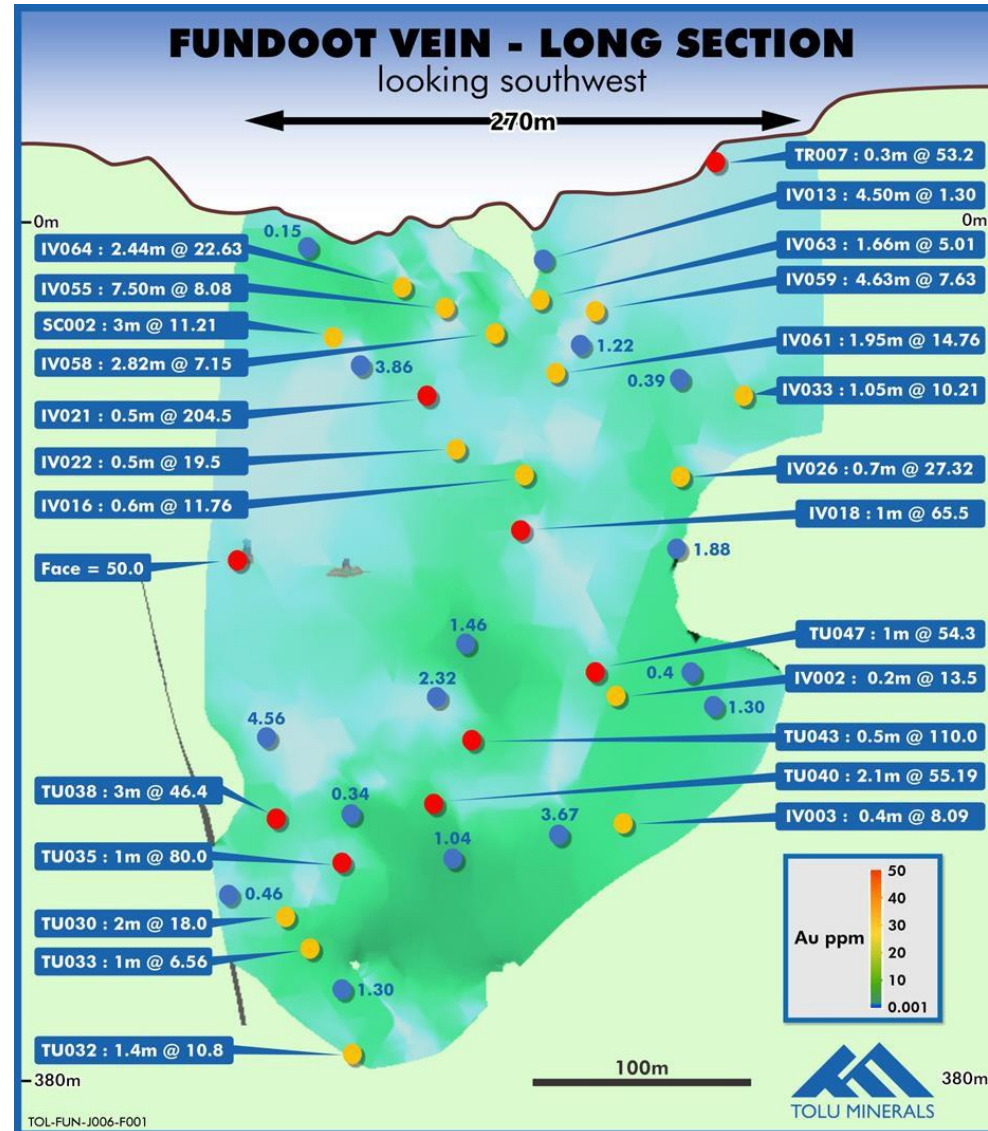 FUNDOOT VEIN - LONG SECTION
looking southwest
270m
TR007 : 0.3m @ 53.2
IV013 : 4.50m @ 1.30
0m
0m
0.15
IV064 : 2.44m @ 22.63
IV063 : 1.66m @ 5.01
IV055 : 7.50m @ 8.08
IV059 : 4.63m @ 7.63
SC002 : 3m @ 11.21
IV058 : 2.82m @ 7.15
1.22
IV061 : 1.95m @ 14.76
3.86
0.39
IV033 : 1.05m @ 10.21
IV021 : 0.5m @ 204.5
IV022 : 0.5m @ 19.5
IV026 : 0.7m @ 27.32
IV016 : 0.6m @ 11.76
IV018 : 1m @ 65.5
1.88
Face = 50.0
1.46
TU047 : 1m @ 54.3
0.4
2.32
IV002 : 0.2m @ 13.5
1.30
4.56
TU043 : 0.5m @ 110.0
TU040 : 2.1m @ 55.19
TU038 : 3m @ 46.4
0.34
3.67
IV003 : 0.4m @ 8.09
1.04
TU035 : 1m @ 80.0
0.46
TU030 : 2m @ 18.0
TU033 : 1m @ 6.56
1.30
TU032 : 1.4m @ 10.8
Au ppm
50
40
30
20
10
0.001
100m
380m
380m
TOLU MINERALS
TOL-FUN-J006-F001